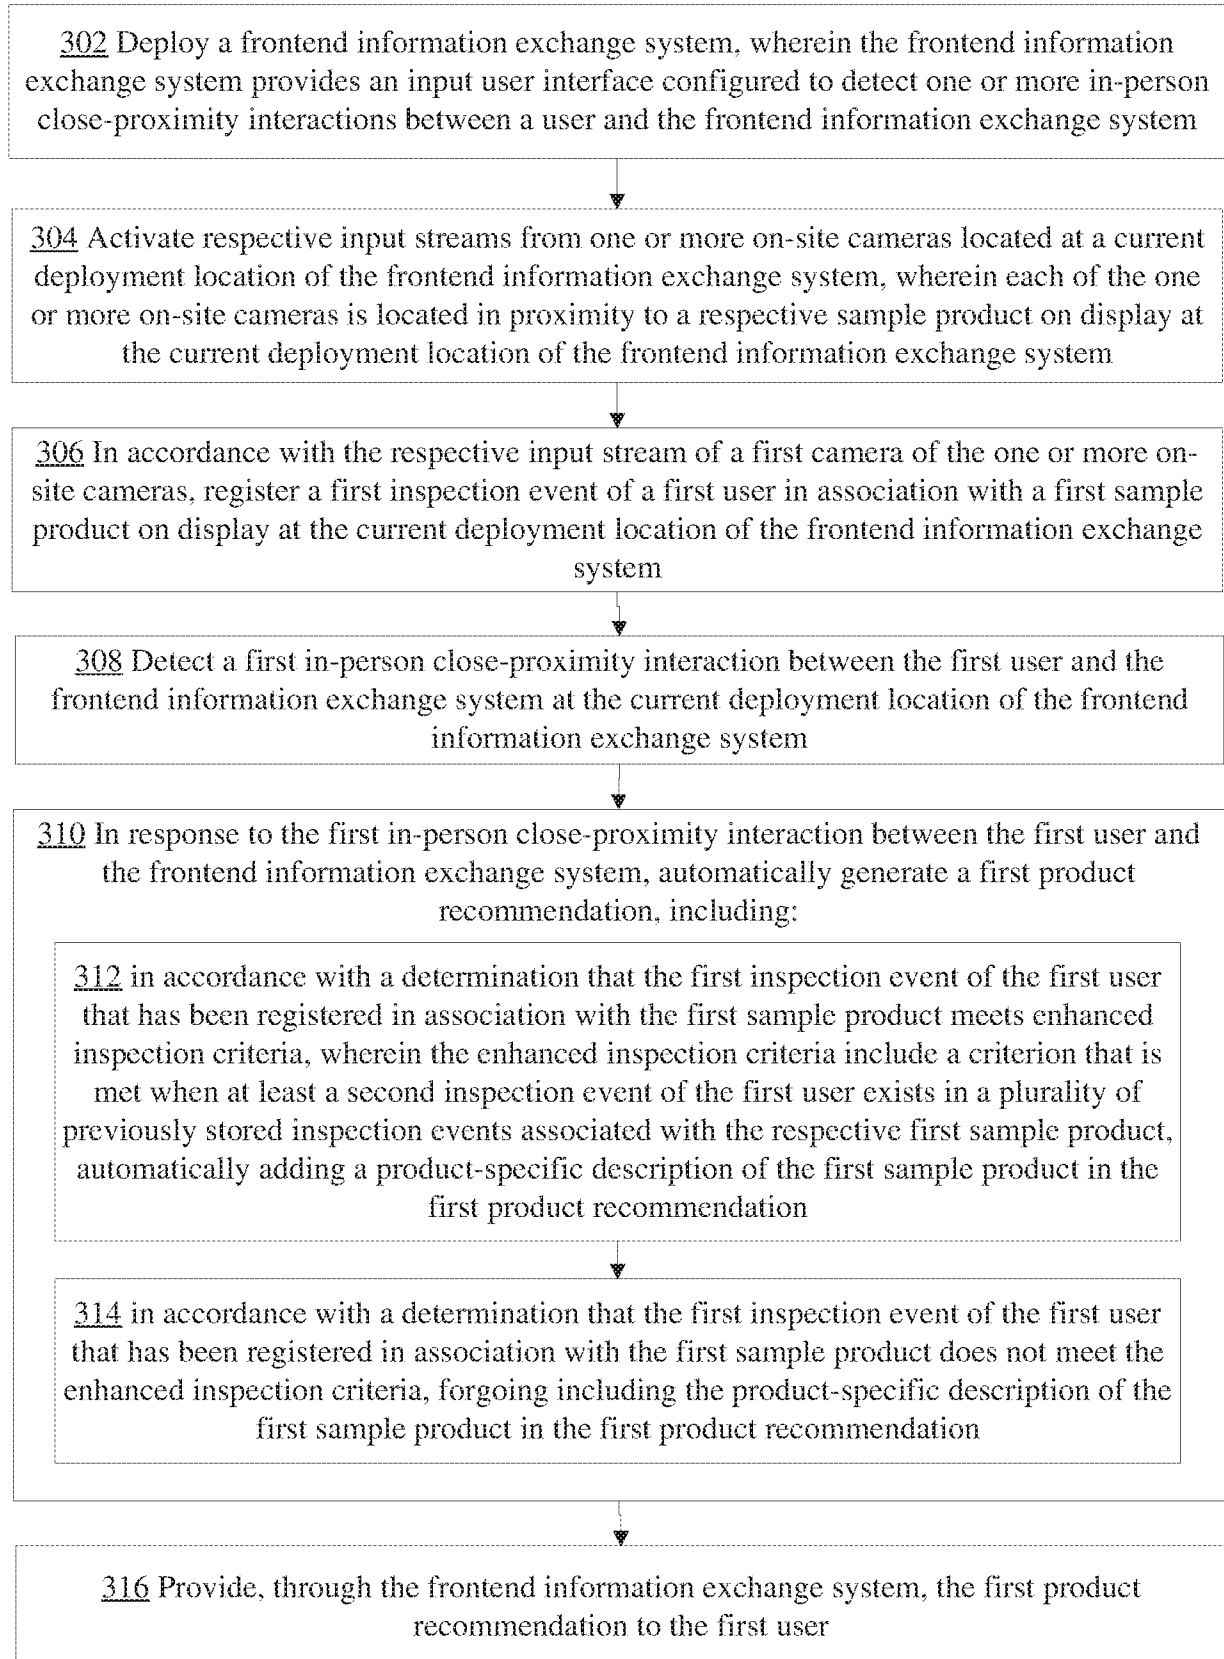 302 Deploy a frontend information exchange system, wherein the frontend information
exchange system provides an input user interface configured to detect one or more in-person
close-proximity interactions between a user and the frontend information exchange system
304 Activate respective input streams from one or more on-site cameras located at a current
deployment location of the frontend information exchange system, wherein each of the one
or more on-site cameras is located in proximity to a respective sample product on display at
the current deployment location of the frontend information exchange system
306 In accordance with the respective input stream of a first camera of the one or more on-
site cameras, register a first inspection event of a first user in association with a first sample
product on display at the current deployment location of the frontend information exchange
system
308 Detect a first in-person close-proximity interaction between the first user and the
frontend information exchange system at the current deployment location of the frontend
information exchange system
310 In response to the first in-person close-proximity interaction between the first user and
the frontend information exchange system, automatically generate a first product
recommendation, including:
312 in accordance with a determination that the first inspection event of the first user
that has been registered in association with the first sample product meets enhanced
inspection criteria, wherein the enhanced inspection criteria include a criterion that is
met when at least a second inspection event of the first user exists in a plurality of
previously stored inspection events associated with the respective first sample product,
automatically adding a product-specific description of the first sample product in the
first product recommendation
314 in accordance with a determination that the first inspection event of the first user
that has been registered in association with the first sample product does not meet the
enhanced inspection criteria, forgoing including the product-specific description of the
first sample product in the first product recommendation
316 Provide, through the frontend information exchange system, the first product
recommendation to the first user